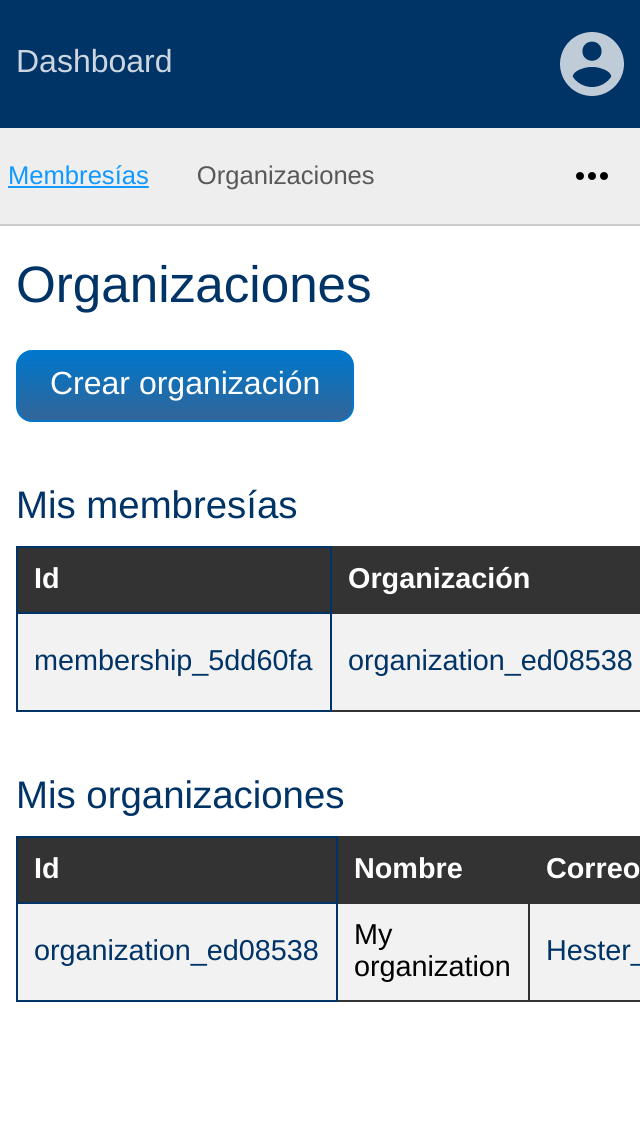 Dashboard
Membresías Organizaciones
Organizaciones
Crear organización
Mis membresías
Id Organización
membership_5dd60fa organization_ed08538
Mis organizaciones
Id Nombre Correo
organization_ed08538 My organization Hester_